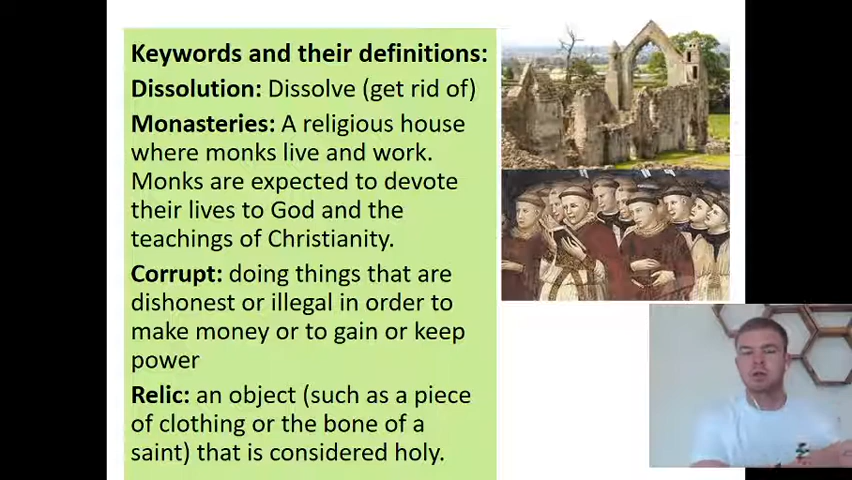 Keywords and their definitions:
Dissolution: Dissolve (get rid of)
Monasteries: A religious house
where monks live and work.
Monks are expected to devote
their lives to God and the
teachings of Christianity.
Corrupt: doing things that are
dishonest or illegal in order to
make money or to gain or keep
power
Relic: an object (such as a piece
of clothing or the bone of a
saint) that is considered holy.